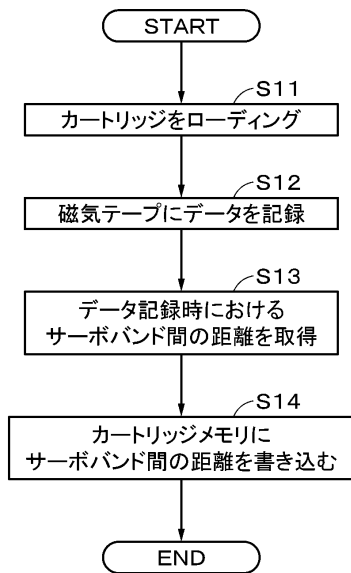 START
S11
カートリッジをローディング
S12
磁気テープにデータを記録
S13
データ記録時における
サーボバンド間の距離を取得
S14
カートリッジメモリに
サーボバンド間の距離を書き込む
END